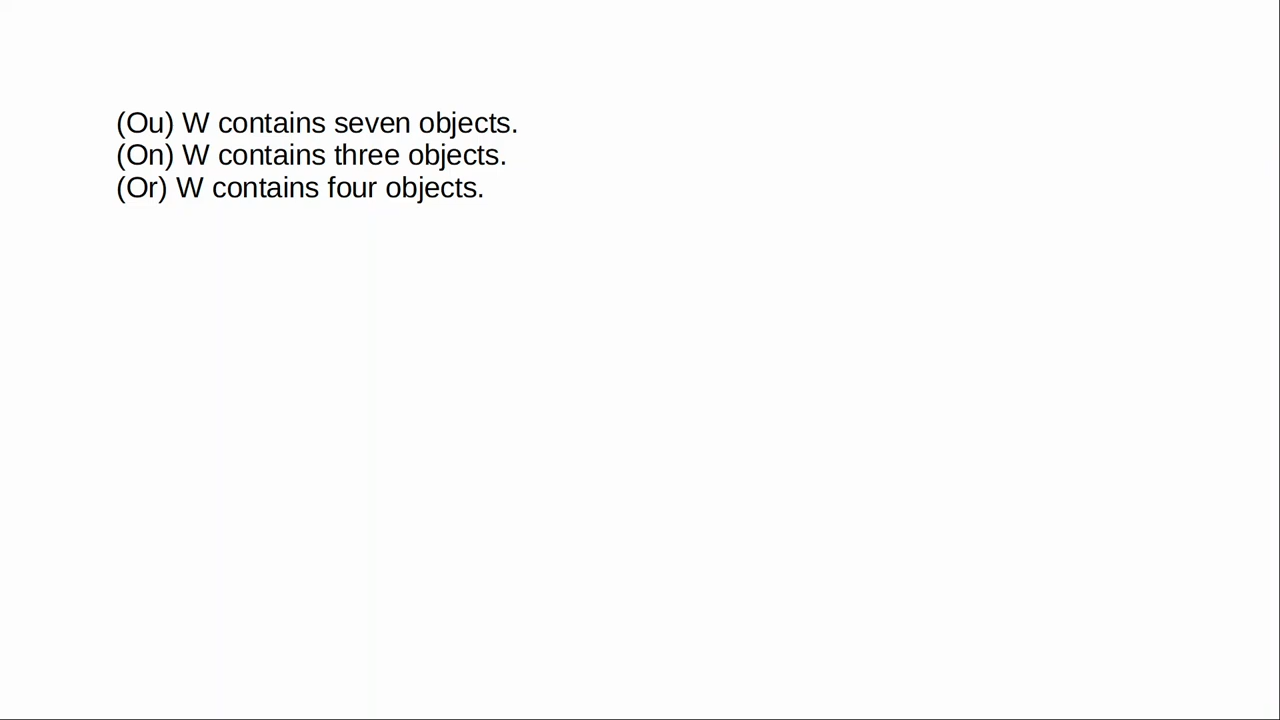 (Ou) W contains seven objects.
(On) W contains three objects.
(Or) W contains four objects.